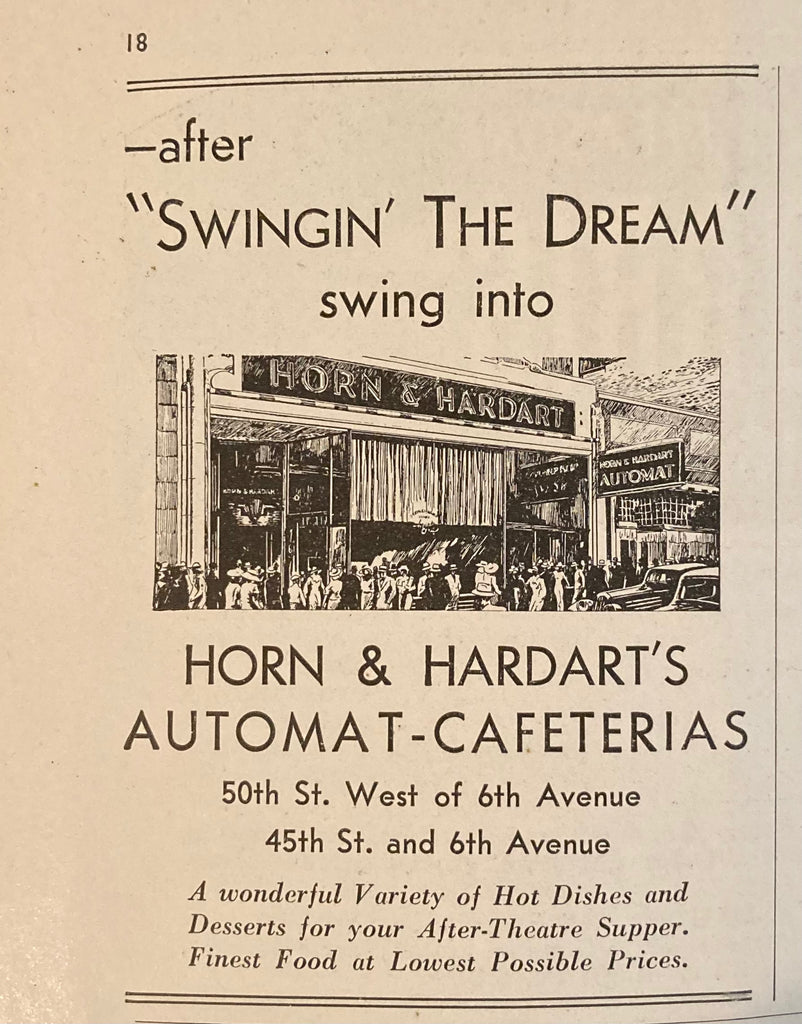 18
—after
"SWINGIN' THE DREAM"
swing into
HORN & HARDART
HORN & HARDART
AUTOMAT
HORN & HARDART
HORN & HARDART'S
AUTOMAT-CAFETERIAS
50th St. West of 6th Avenue
45th St. and 6th Avenue
A wonderful Variety of Hot Dishes and
Desserts for your After-Theatre Supper.
Finest Food at Lowest Possible Prices.